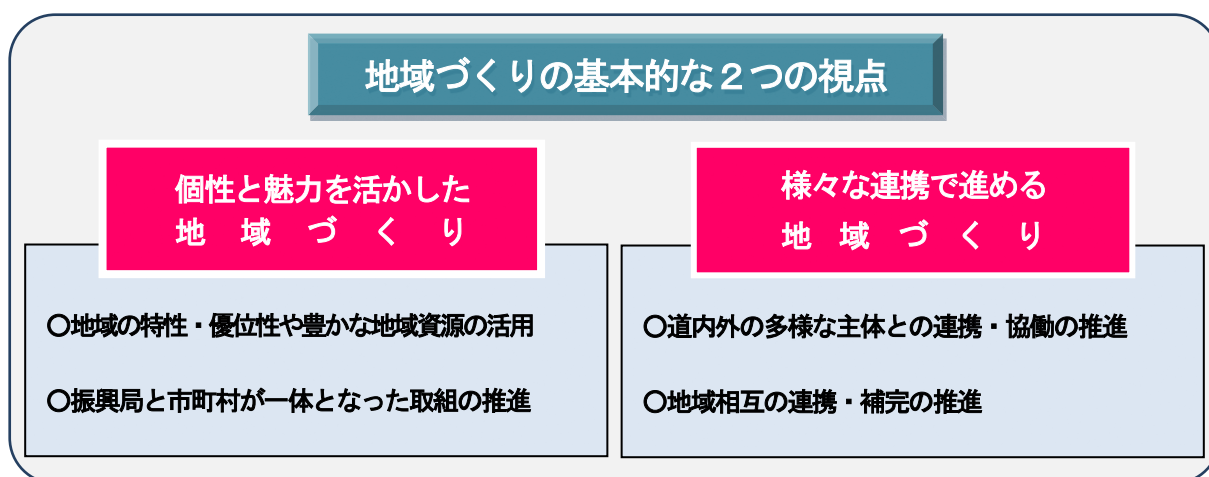 地域づくりの基本的な２つの視点
個性と魅力を活かした
地域づくり
〇地域の特性・優位性や豊かな地域資源の活用
〇振興局と市町村が一体となった取組の推進
様々な連携で進める
地域づくり
〇道内外の多様な主体との連携・協働の推進
〇地域相互の連携・補完の推進